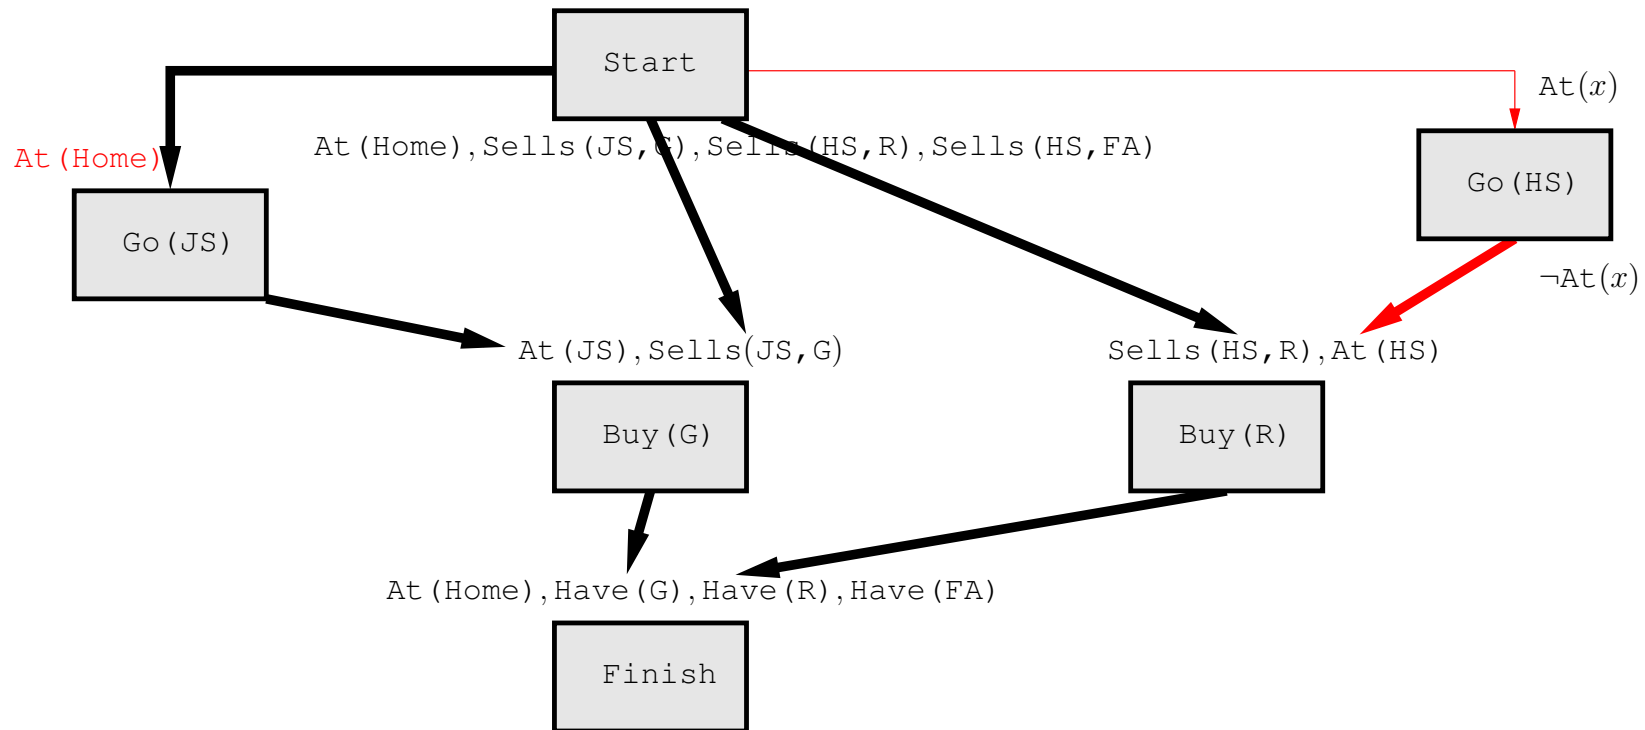 Start
At(x)
At(Home),Sells(JS,G),Sells(HS,R),Sells(HS,FA)
At(Home)
Go(HS)
Go(JS)
¬At(x)
At(JS),Sells(JS,G)
Sells(HS,R),At(HS)
Buy(G)
Buy(R)
At(Home),Have(G),Have(R),Have(FA)
Finish